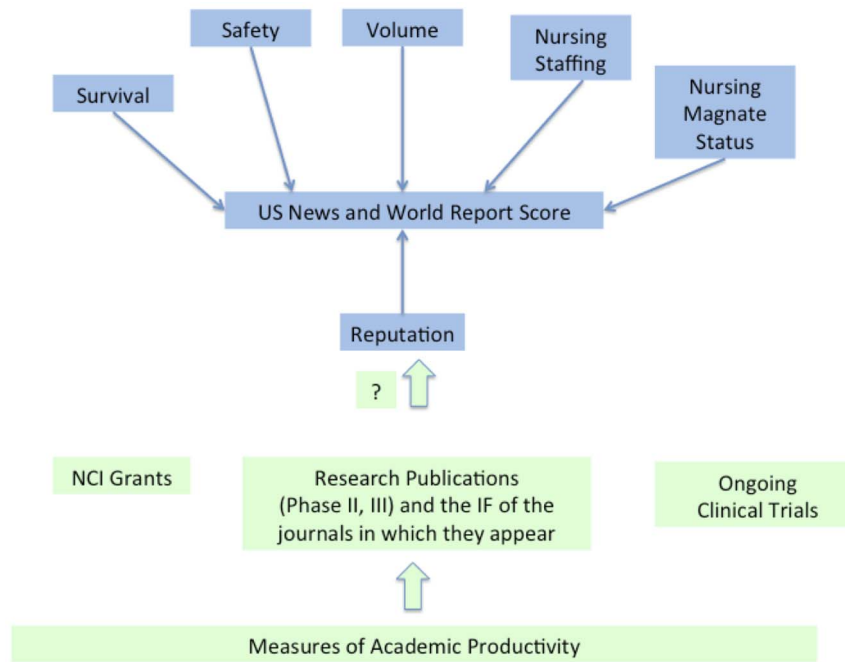 Survival
Safety
Volume
Nursing
Staffing
Nursing
Magnate
Status
US News and World Report Score
Reputation
?
NCI Grants
Research Publications
(Phase II, III) and the IF of the
journals in which they appear
Ongoing
Clinical Trials
Measures of Academic Productivity